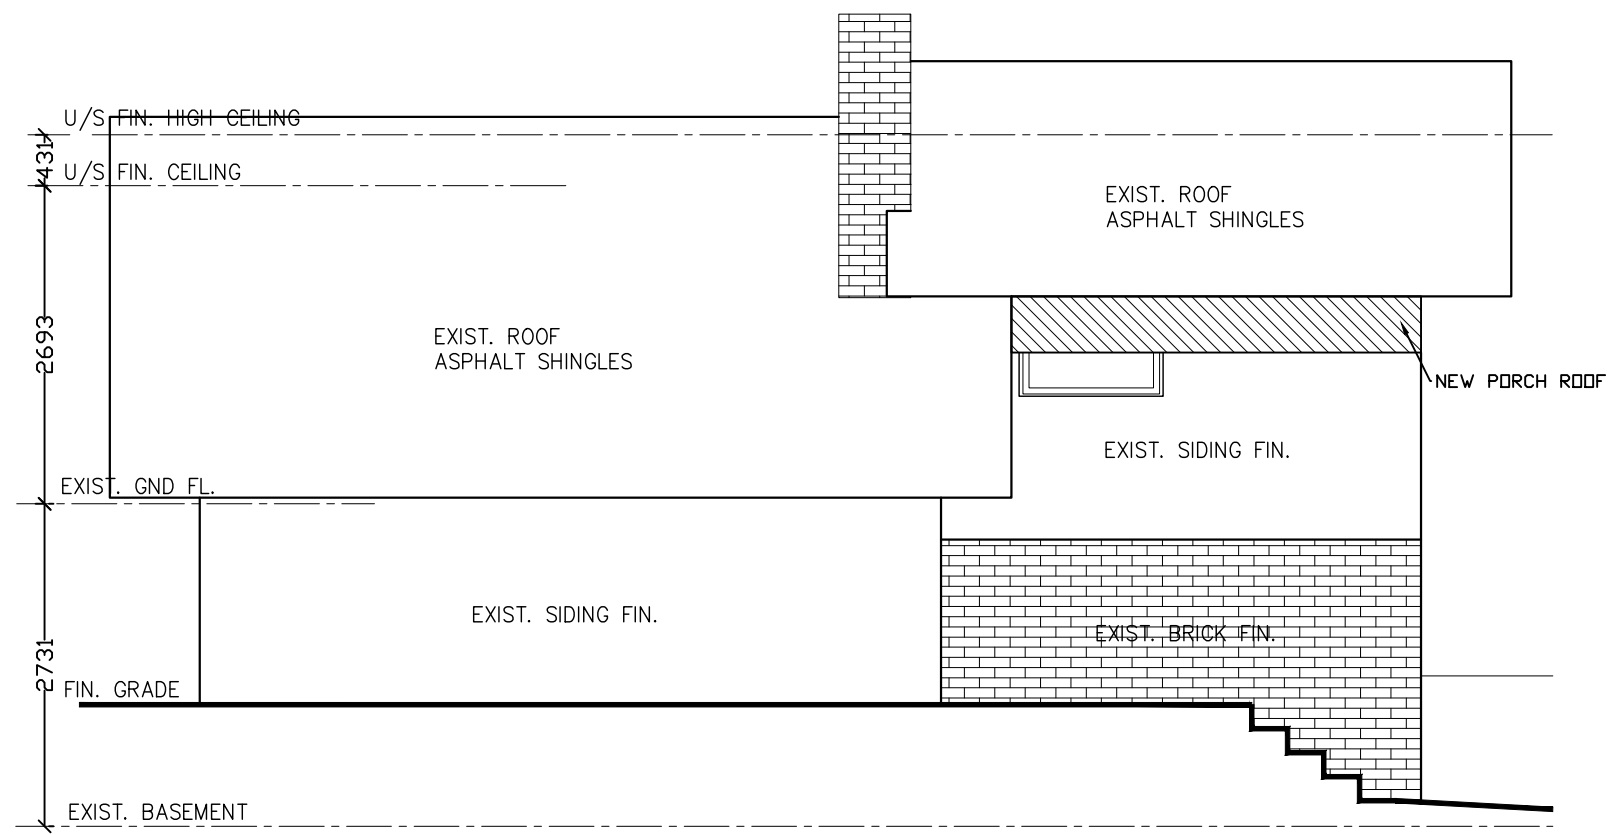 U/S FIN. HIGH CEILING
431
U/S FIN. CEILING
EXIST. ROOF
ASPHALT SHINGLES
2693
EXIST. ROOF
ASPHALT SHINGLES
NEW PORCH ROOF
EXIST. SIDING FIN.
EXIST. GND FL.
EXIST. SIDING FIN.
EXIST. BRICK FIN.
2731
FIN. GRADE
EXIST. BASEMENT